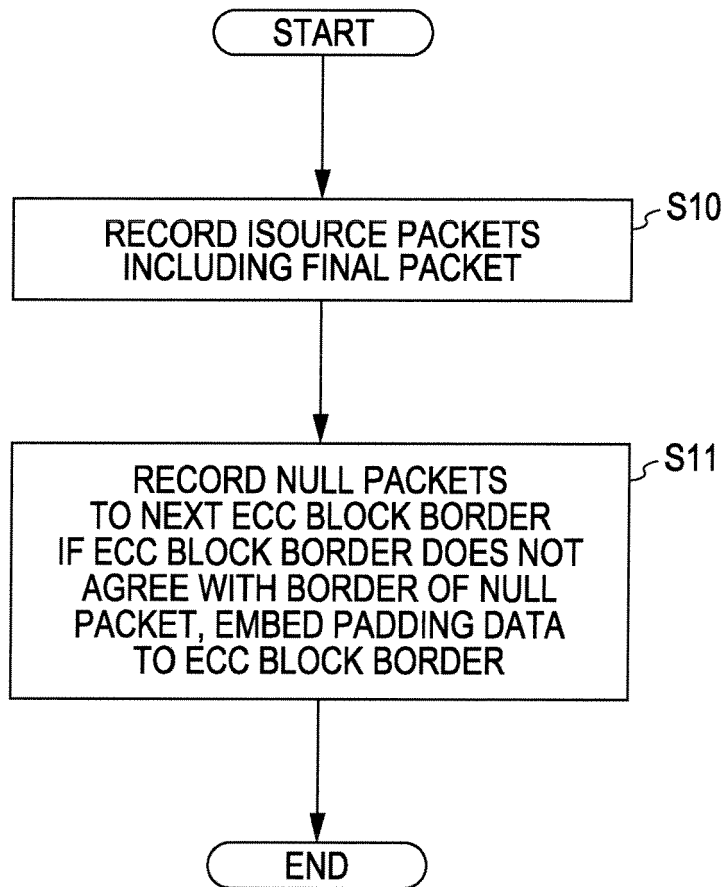 START
S10
RECORD ISOURCE PACKETS
INCLUDING FINAL PACKET
S11
RECORD NULL PACKETS
TO NEXT ECC BLOCK BORDER
IF ECC BLOCK BORDER DOES NOT
AGREE WITH BORDER OF NULL
PACKET, EMBED PADDING DATA
TO ECC BLOCK BORDER
END